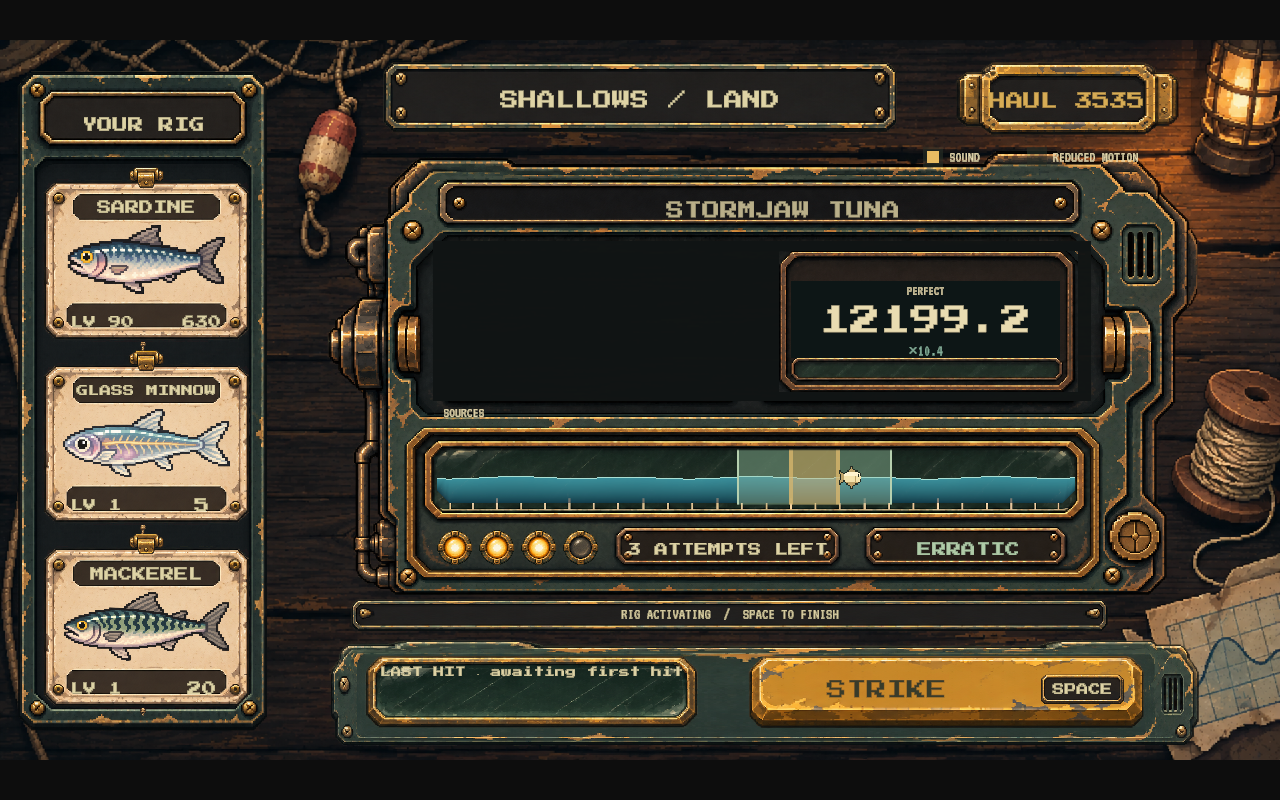 SHALLOWS / LAND
HAUL 3535
YOUR RIG
SOUND
REDUCED MOTION
SARDINE
LV 90 630
GLASS MINNOW
LV 1 5
MACKEREL
LV 1 20
STORMJAW TUNA
PERFECT
12199.2
×10.4
SOURCES
3 ATTEMPTS LEFT
ERRATIC
RIG ACTIVATING / SPACE TO FINISH
LAST HIT . awaiting first hit
STRIKE
SPACE